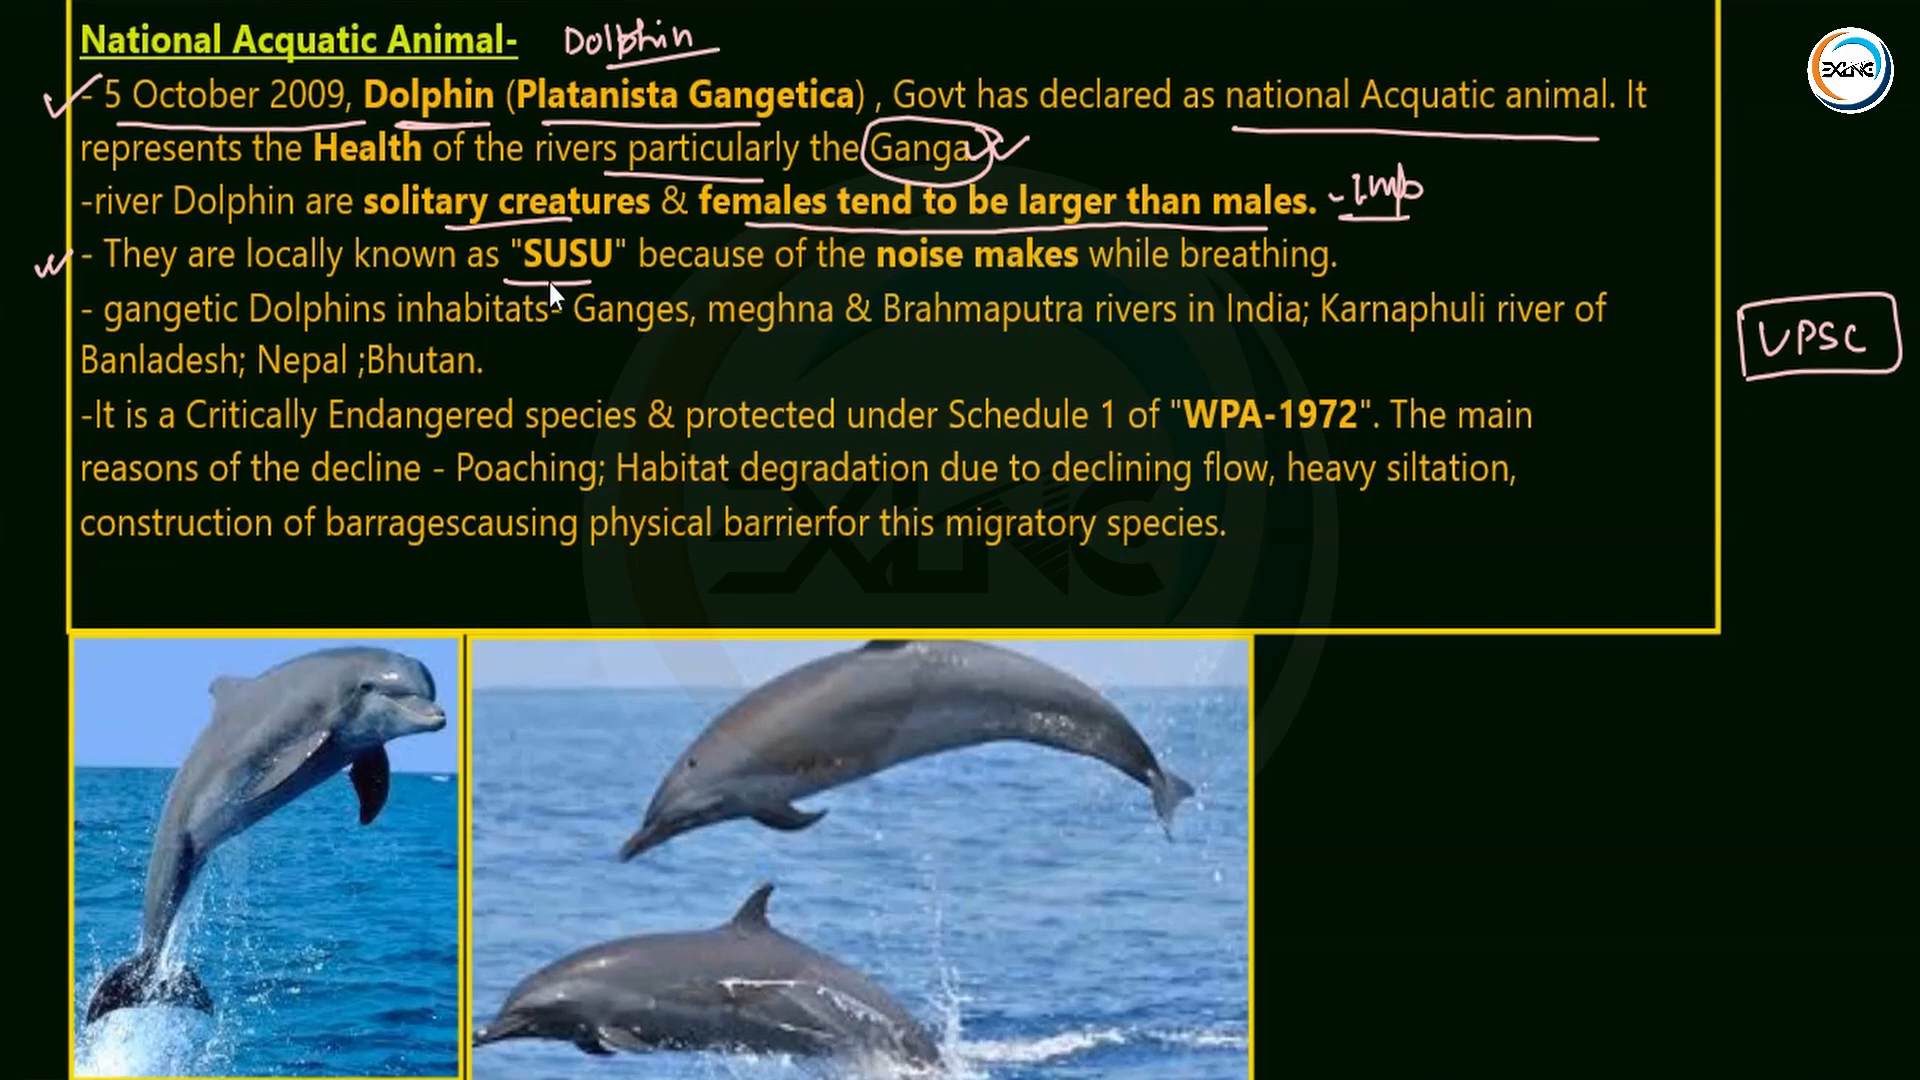 National Acquatic Animal- Dolphin
- 5 October 2009, Dolphin (Platanista Gangetica) , Govt has declared as national Acquatic animal. It
represents the Health of the rivers particularly the Ganga
-river Dolphin are solitary creatures & females tend to be larger than males. - Imp
- They are locally known as "SUSU" because of the noise makes while breathing.
- gangetic Dolphins inhabitats- Ganges, meghna & Brahmaputra rivers in India; Karnaphuli river of
Banladesh; Nepal ;Bhutan.
UPSC
-It is a Critically Endangered species & protected under Schedule 1 of "WPA-1972". The main
reasons of the decline - Poaching; Habitat degradation due to declining flow, heavy siltation,
construction of barragescausing physical barrierfor this migratory species.
EXLNC